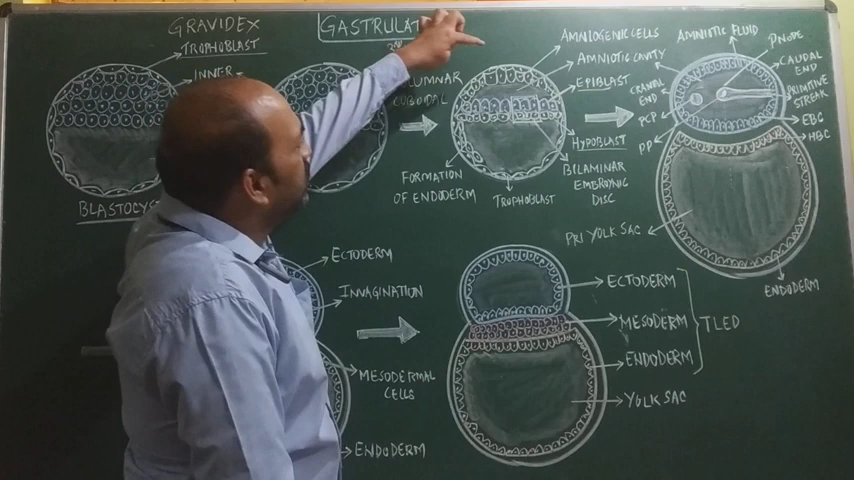 GRAVIDEX
GASTRULAT
TROPHOBLAST
INNER
BLASTOCYS
LUMNAR
CUBOIDAL
FORMATION
OF ENDODERM
AMNIOGENIC CELLS
AMNIOTIC CAVITY
EPIBLAST
HYPOBLAST
BILAMINAR
EMBRYONIC
DISC
TROPHOBLAST
AMNIOTIC FLUID
PNODE
CAUDAL
END
PRIMITIVE
STREAK
EBC
HBC
CRANIAL
END
PCP
PP
PRI YOLK SAC
ENDODERM
ECTODERM
INVAGINATION
MESODERMAL
CELLS
ENDODERM
ECTODERM
MESODERM
ENDODERM
TLED
YOLK SAC